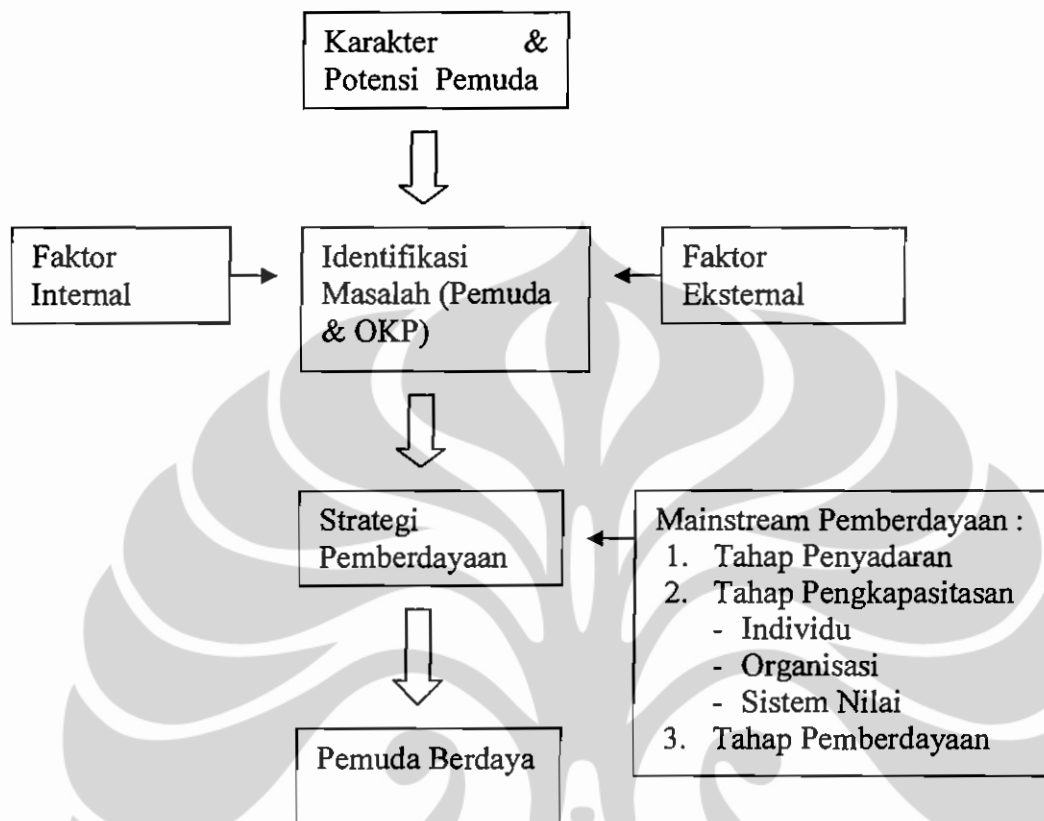 Karakter &
Potensi Pemuda
Faktor
Internal
Identifikasi
Masalah (Pemuda
& OKP)
Faktor
Eksternal
Strategi
Pemberdayaan
Mainstream Pemberdayaan :
1. Tahap Penyadaran
2. Tahap Pengkapasitasan
- Individu
- Organisasi
- Sistem Nilai
3. Tahap Pemberdayaan
Pemuda Berdaya